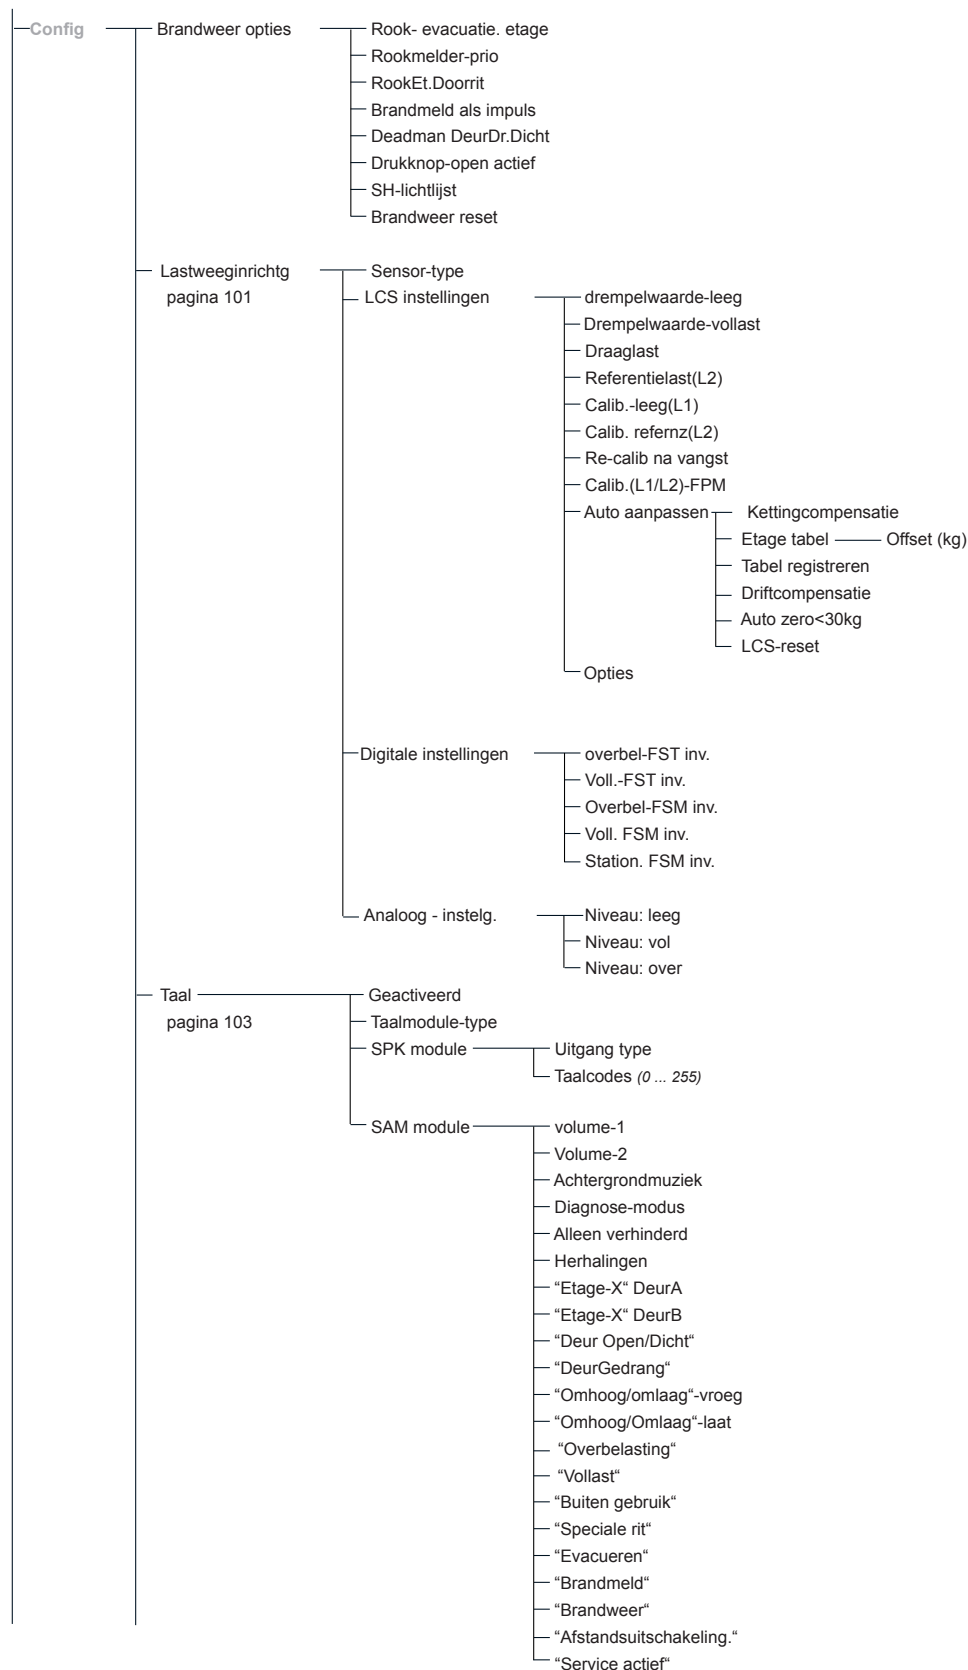 Config
Brandweer opties
Rook- evacuatie. etage
Rookmelder-prio
RookEt.Doorrit
Brandmeld als impuls
Deadman DeurDr.Dicht
Drukknop-open actief
SH-lichtlijst
Brandweer reset
Lastweeginrichtg
pagina 101
Sensor-type
LCS instellingen
drempelwaarde-leeg
Drempelwaarde-vollast
Draaglast
Referentielast(L2)
Calib.-leeg(L1)
Calib. refernz(L2)
Re-calib na vangst
Calib.(L1/L2)-FPM
Auto aanpassen
Kettingcompensatie
Etage tabel
Offset (kg)
Tabel registreren
Driftcompensatie
Auto zero<30kg
LCS-reset
Opties
Digitale instellingen
overbel-FST inv.
Voll.-FST inv.
Overbel-FSM inv.
Voll. FSM inv.
Station. FSM inv.
Analoog - instelg.
Niveau: leeg
Niveau: vol
Niveau: over
Taal
pagina 103
Geactiveerd
Taalmodule-type
SPK module
Uitgang type
Taalcodes (0 ... 255)
SAM module
volume-1
Volume-2
Achtergrondmuziek
Diagnose-modus
Alleen verhinderd
Herhalingen
“Etage-X“ DeurA
“Etage-X“ DeurB
“Deur Open/Dicht“
“DeurGedrang“
“Omhoog/omlaag“-vroeg
“Omhoog/Omlaag“-laat
“Overbelasting“
“Vollast“
“Buiten gebruik“
“Speciale rit“
“Evacueren“
“Brandmeld“
“Brandweer“
“Afstandsuitschakeling.“
“Service actief“